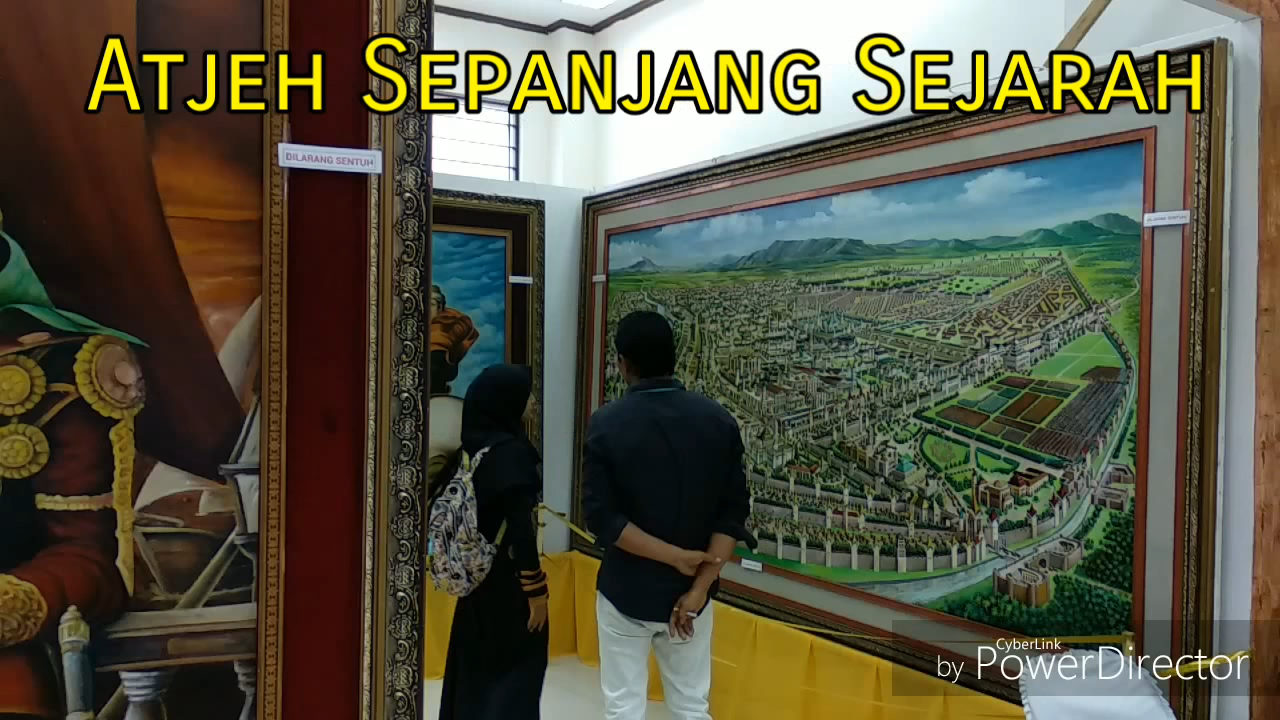 Atjeh Sepanjang Sejarah
DILARANG SENTUH
CyberLink
by PowerDirector